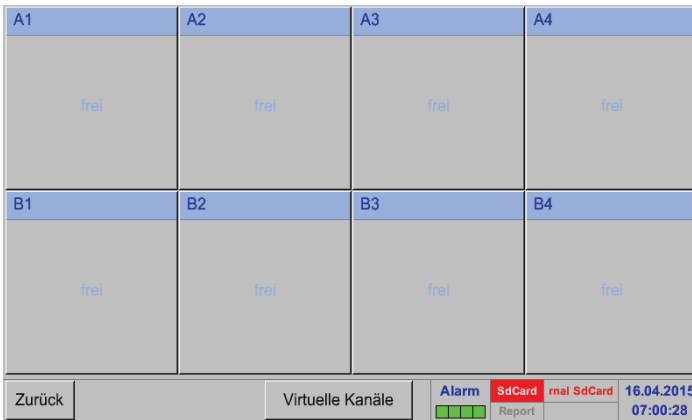 A1 A2 A3 A4
frei frei frei frei
B1 B2 B3 B4
frei frei frei frei
Zurück Virtuelle Kanäle Alarm SdCard rnal SdCard 16.04.2015
Report 07:00:28